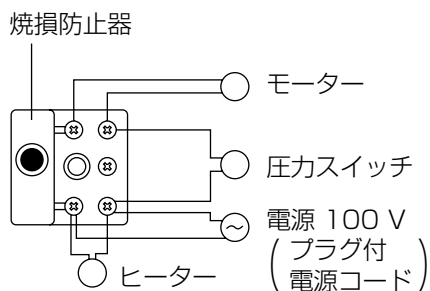 焼損防止器
モーター
圧力スイッチ
電源 100 V
(プラグ付
電源コード)
ヒーター